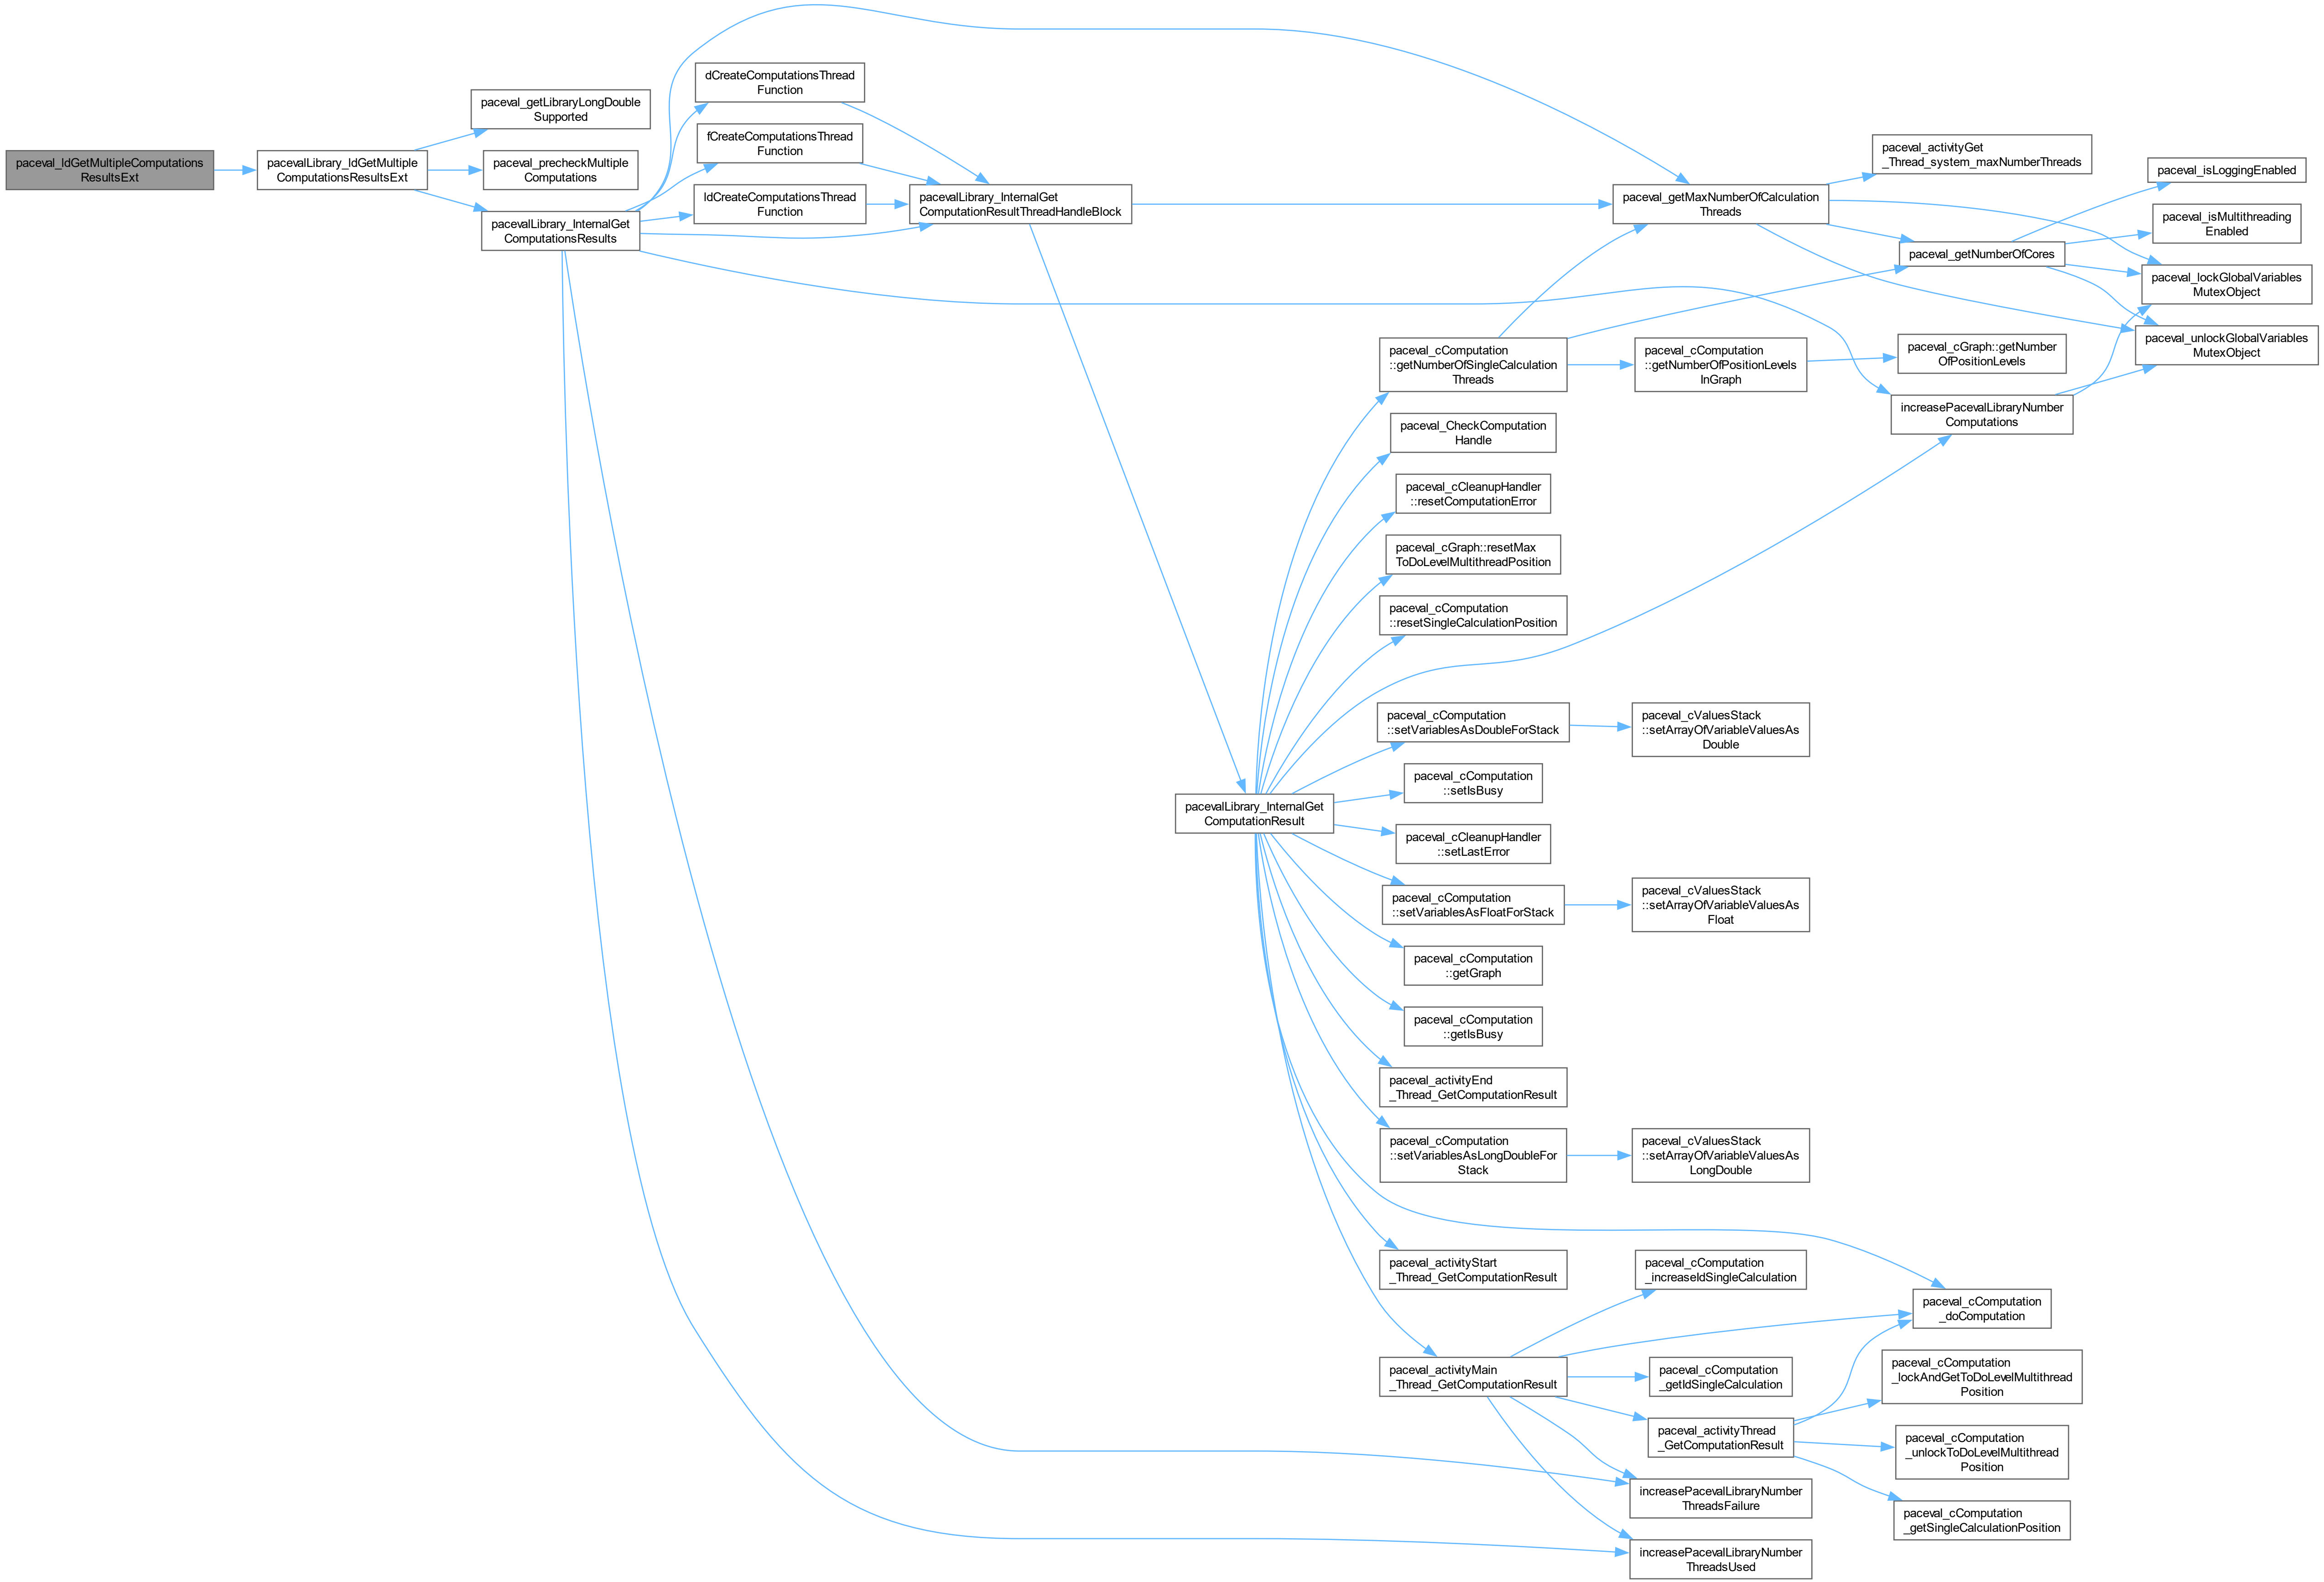 paceval_ldGetMultipleComputations
ResultsExt
pacevalLibrary_ldGetMultiple
ComputationsResultsExt
paceval_getLibraryLongDouble
Supported
paceval_precheckMultiple
Computations
pacevalLibrary_InternalGet
ComputationsResults
dCreateComputationsThread
Function
fCreateComputationsThread
Function
ldCreateComputationsThread
Function
pacevalLibrary_InternalGet
ComputationResultThreadHandleBlock
pacevalLibrary_InternalGet
ComputationResult
paceval_cComputation
::getNumberOfSingleCalculation
Threads
paceval_CheckComputation
Handle
paceval_cCleanupHandler
::resetComputationError
paceval_cGraph::resetMax
ToDoLevelMultithreadPosition
paceval_cComputation
::resetSingleCalculationPosition
paceval_cComputation
::setVariablesAsDoubleForStack
paceval_cComputation
::setIsBusy
paceval_cCleanupHandler
::setLastError
paceval_cComputation
::setVariablesAsFloatForStack
paceval_cComputation
::getGraph
paceval_cComputation
::getIsBusy
paceval_activityEnd
_Thread_GetComputationResult
paceval_cComputation
::setVariablesAsLongDoubleFor
Stack
paceval_activityStart
_Thread_GetComputationResult
paceval_activityMain
_Thread_GetComputationResult
paceval_getMaxNumberOfCalculation
Threads
paceval_cComputation
::getNumberOfPositionLevels
InGraph
paceval_cValuesStack
::setArrayOfVariableValuesAs
Double
paceval_cValuesStack
::setArrayOfVariableValuesAs
Float
paceval_cValuesStack
::setArrayOfVariableValuesAs
LongDouble
paceval_cComputation
_increaseIdSingleCalculation
paceval_cComputation
_getIdSingleCalculation
paceval_activityThread
_GetComputationResult
increasePacevalLibraryNumber
ThreadsFailure
increasePacevalLibraryNumber
ThreadsUsed
paceval_activityGet
_Thread_system_maxNumberThreads
paceval_getNumberOfCores
paceval_cGraph::getNumber
OfPositionLevels
increasePacevalLibraryNumber
Computations
paceval_cComputation
_doComputation
paceval_cComputation
_lockAndGetToDoLevelMultithread
Position
paceval_cComputation
_unlockToDoLevelMultithread
Position
paceval_cComputation
_getSingleCalculationPosition
paceval_isLoggingEnabled
paceval_isMultithreading
Enabled
paceval_lockGlobalVariables
MutexObject
paceval_unlockGlobalVariables
MutexObject